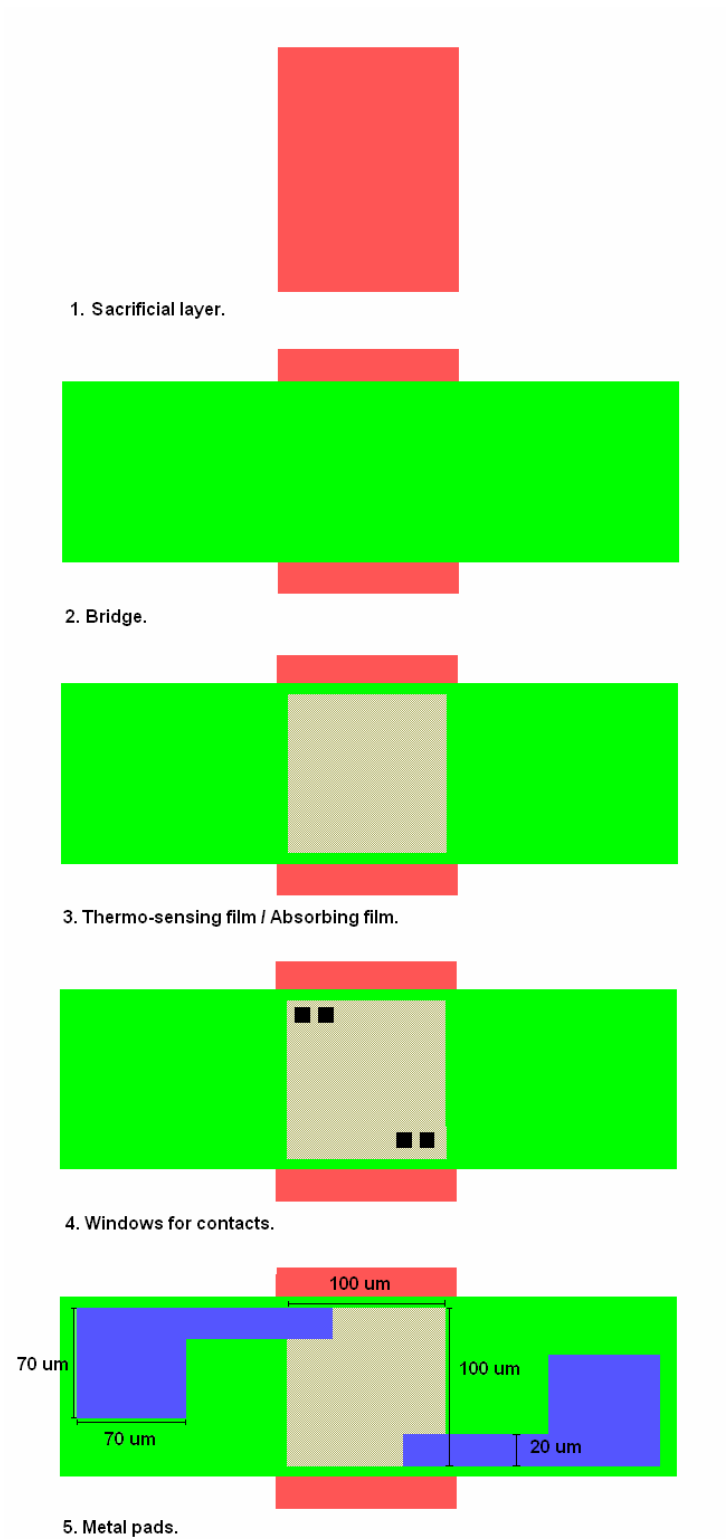 1. Sacrificial layer.
2. Bridge.
3. Thermo-sensing film / Absorbing film.
4. Windows for contacts.
100 um
70 um
100 um
70 um
20 um
5. Metal pads.